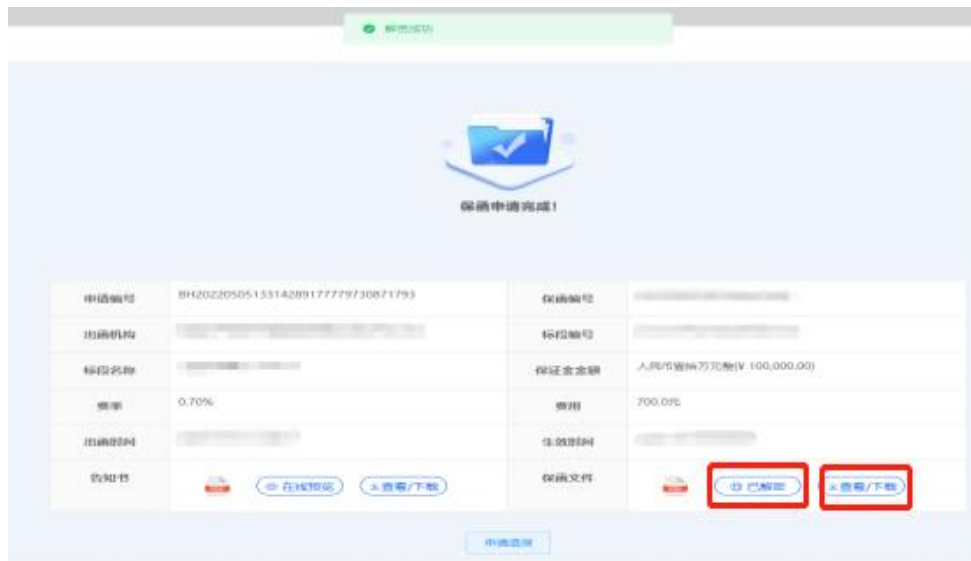 解密成功
保函申请完成！
申请编号 BH20220505133142891777779730871793 保函编号
出函机构 标段编号
标段名称 保证金金额 人民币壹拾万元整(¥ 100,000.00)
费率 0.70% 费用 700.0元
出函时间 生效时间
告知书 在线预览 查看/下载 保函文件 已解密 查看/下载
申请退保